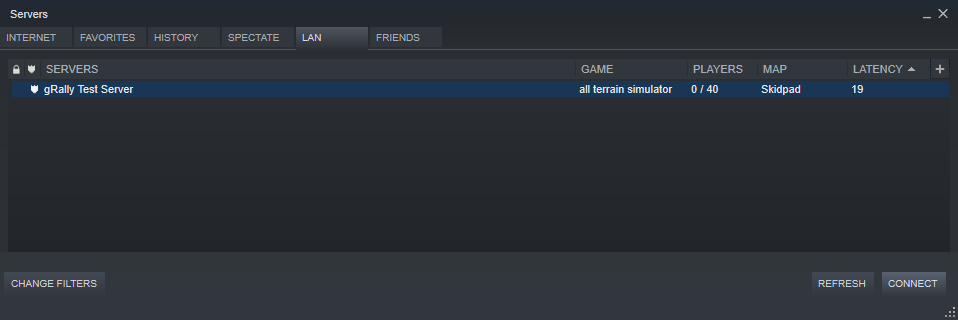 Servers
INTERNET FAVORITES HISTORY SPECTATE LAN FRIENDS
SERVERS GAME PLAYERS MAP LATENCY +
gRally Test Server all terrain simulator 0 / 40 Skidpad 19
CHANGE FILTERS REFRESH CONNECT